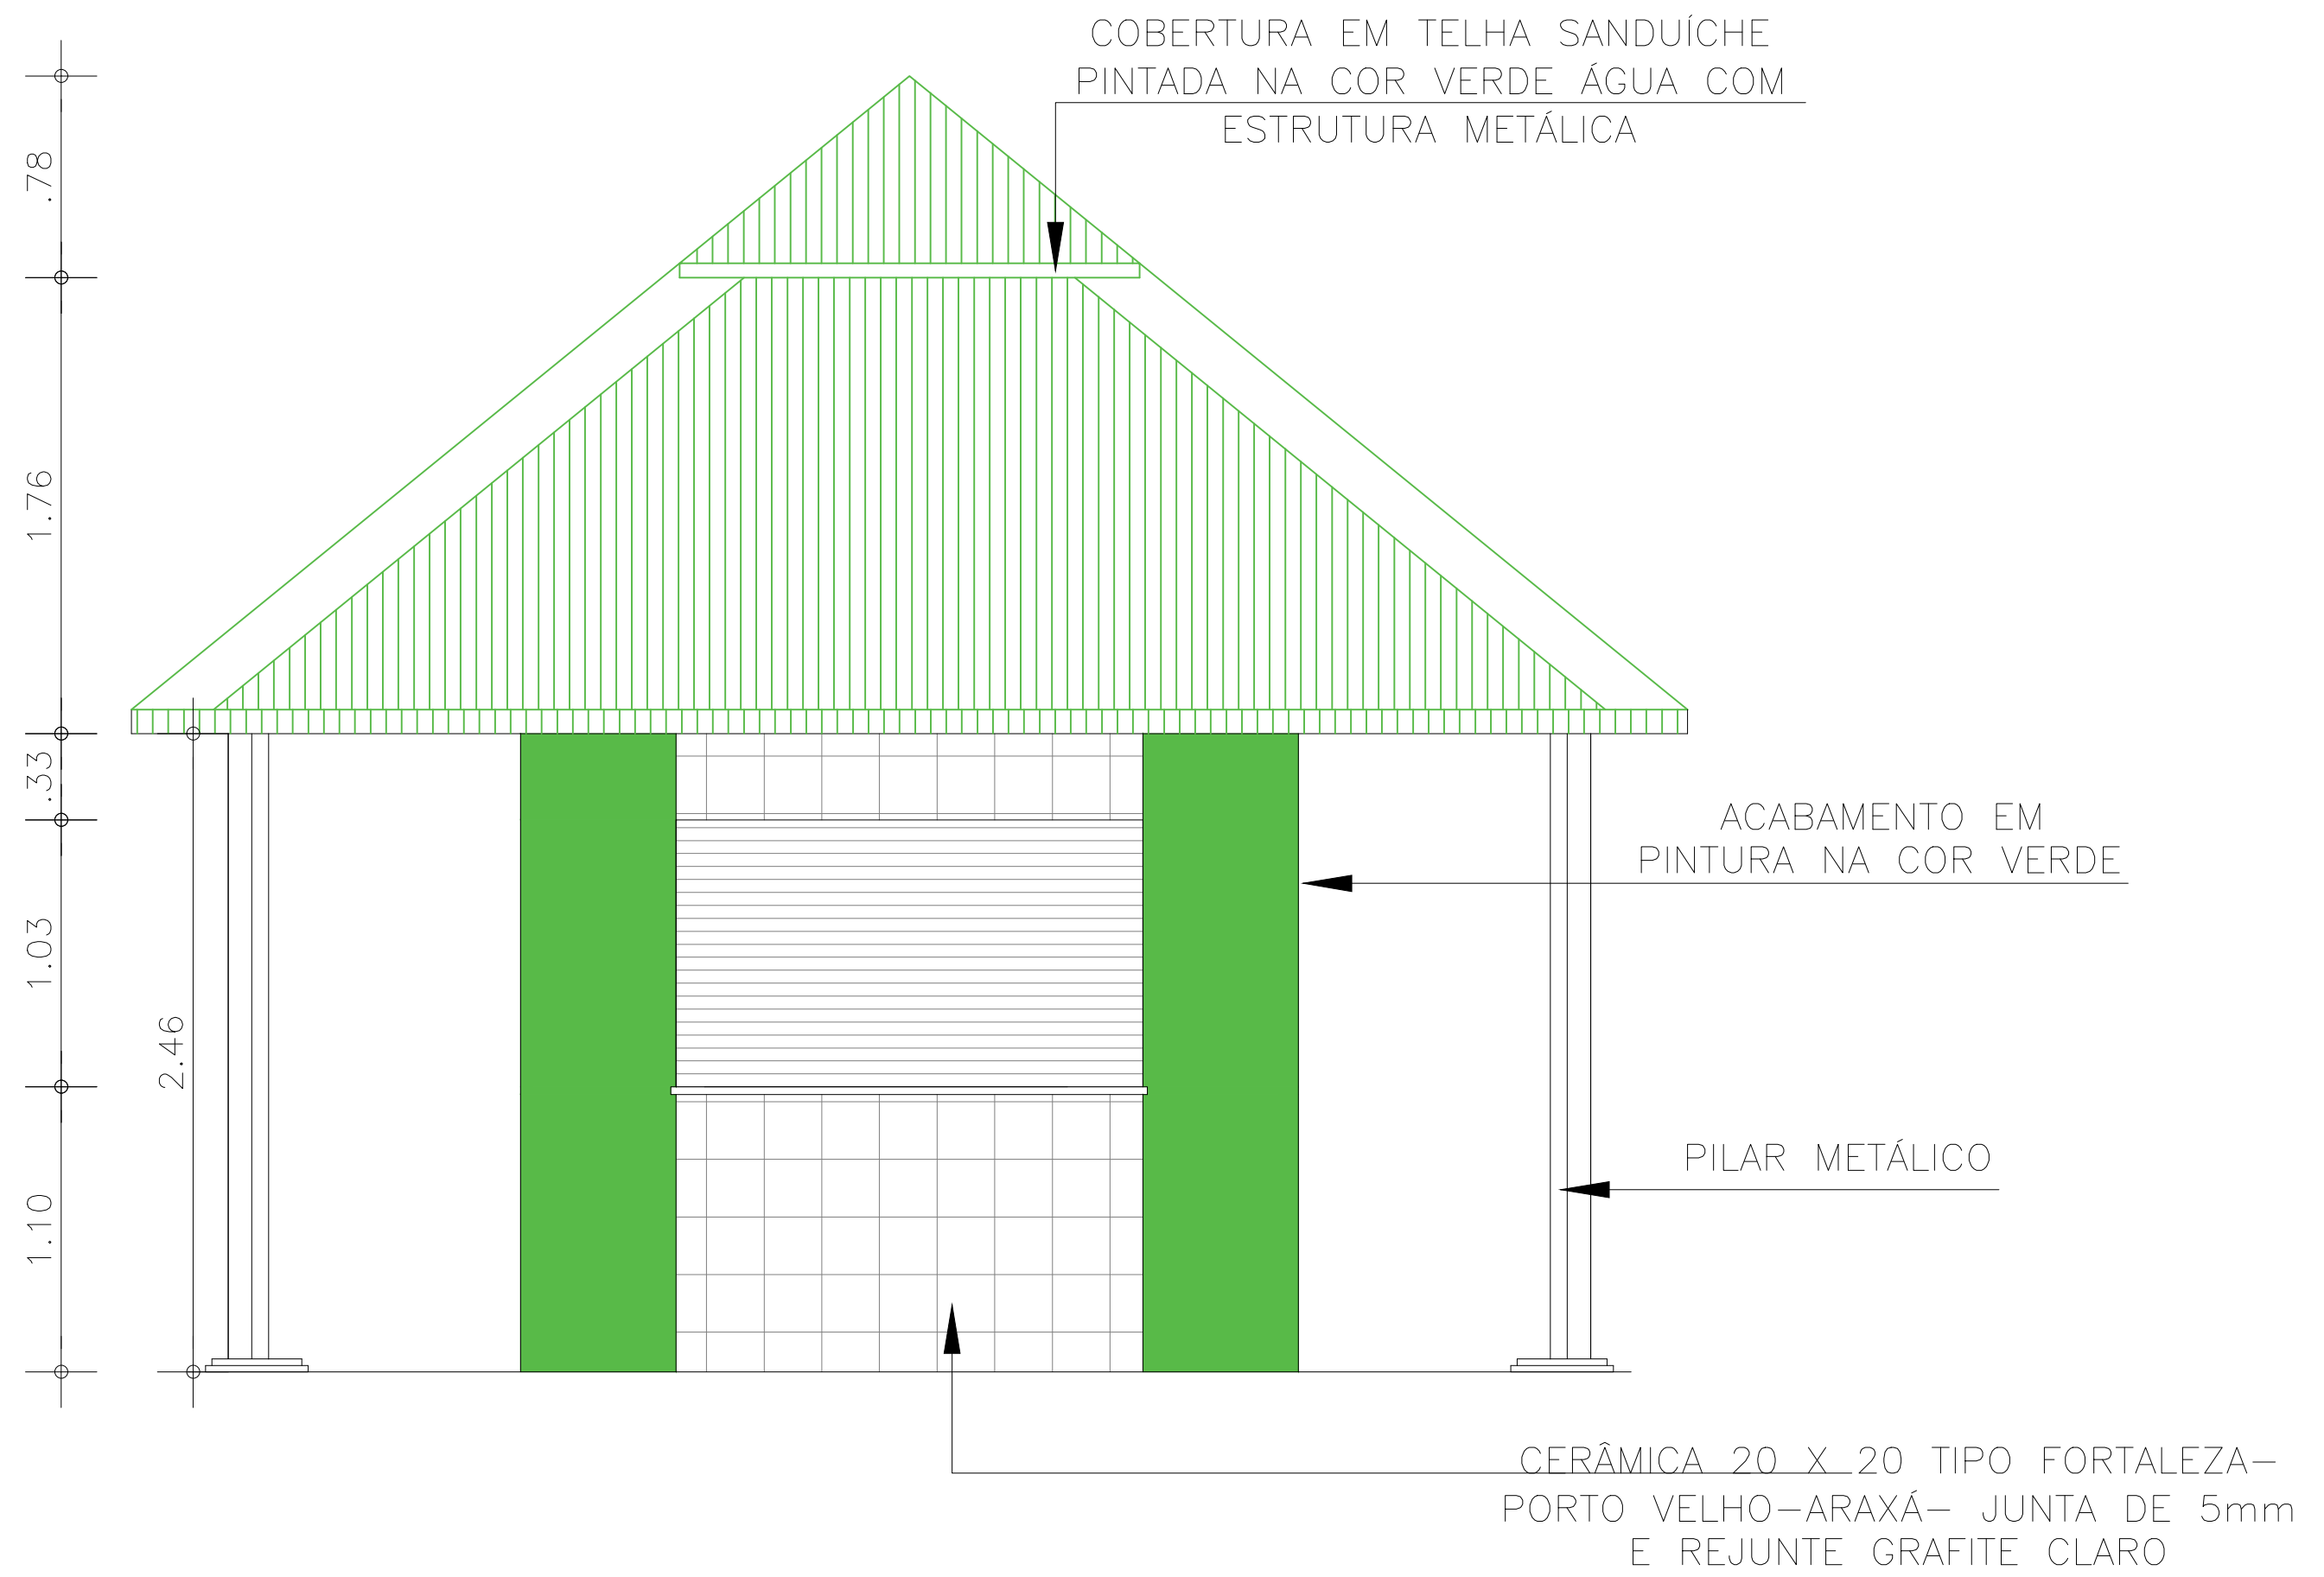 COBERTURA EM TELHA SANDUÍCHE
PINTADA NA COR VERDE ÁGUA COM
ESTRUTURA METÁLICA
.78
1.76
.33
1.03
1.10
2.46
ACABAMENTO EM
PINTURA NA COR VERDE
PILAR METÁLICO
CERÂMICA 20 X 20 TIPO FORTALEZA–
PORTO VELHO–ARAXÁ– JUNTA DE 5mm
E REJUNTE GRAFITE CLARO